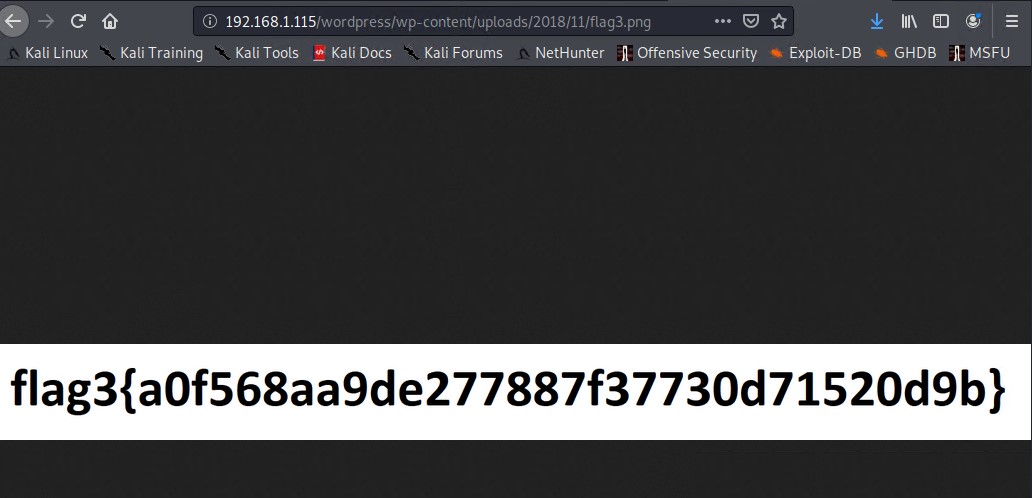 192.168.1.115/wordpress/wp-content/uploads/2018/11/flag3.png
Kali Linux Kali Training Kali Tools Kali Docs Kali Forums NetHunter Offensive Security Exploit-DB GHDB MSFU
flag3{a0f568aa9de277887f37730d71520d9b}